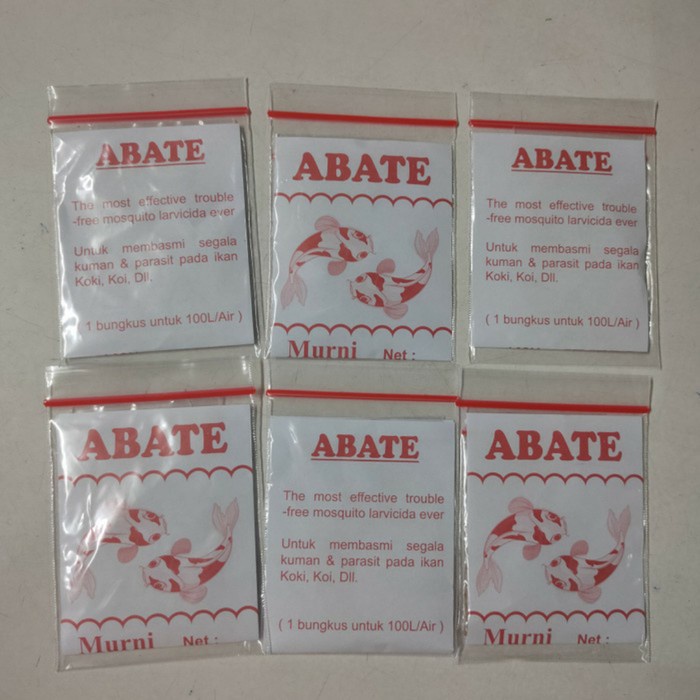 ABATE
The most effective trouble
-free mosquito larvicida ever
Untuk membasmi segala
kuman & parasit pada ikan
Koki, Koi, Dll.
( 1 bungkus untuk 100L/Air )
ABATE
Murni Net :
ABATE
The most effective trouble
-free mosquito larvicida ever
Untuk membasmi segala
kuman & parasit pada ikan
Koki, Koi, Dll.
( 1 bungkus untuk 100L/Air )
ABATE
Murni Net :
ABATE
The most effective trouble
-free mosquito larvicida ever
Untuk membasmi segala
kuman & parasit pada ikan
Koki, Koi, Dll.
( 1 bungkus untuk 100L/Air )
ABATE
Murni Net :